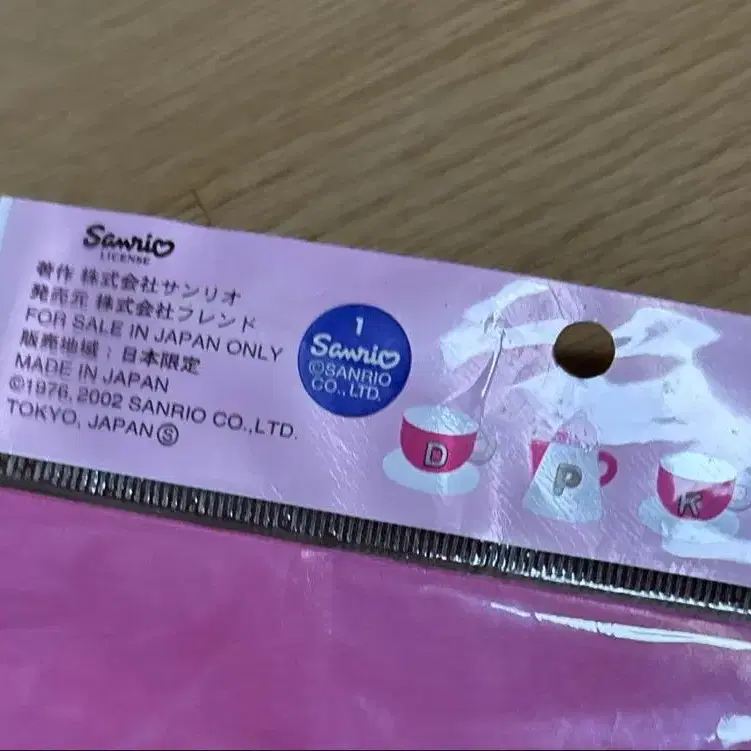 Sanrio
LICENSE
著作 株式会社サンリオ
発売元 株式会社フレンド
FOR SALE IN JAPAN ONLY
販売地域：日本限定
MADE IN JAPAN
©1976, 2002 SANRIO CO.,LTD.
TOKYO, JAPAN Ⓢ
1
Sanrio
©SANRIO
CO., LTD.
D
P
K